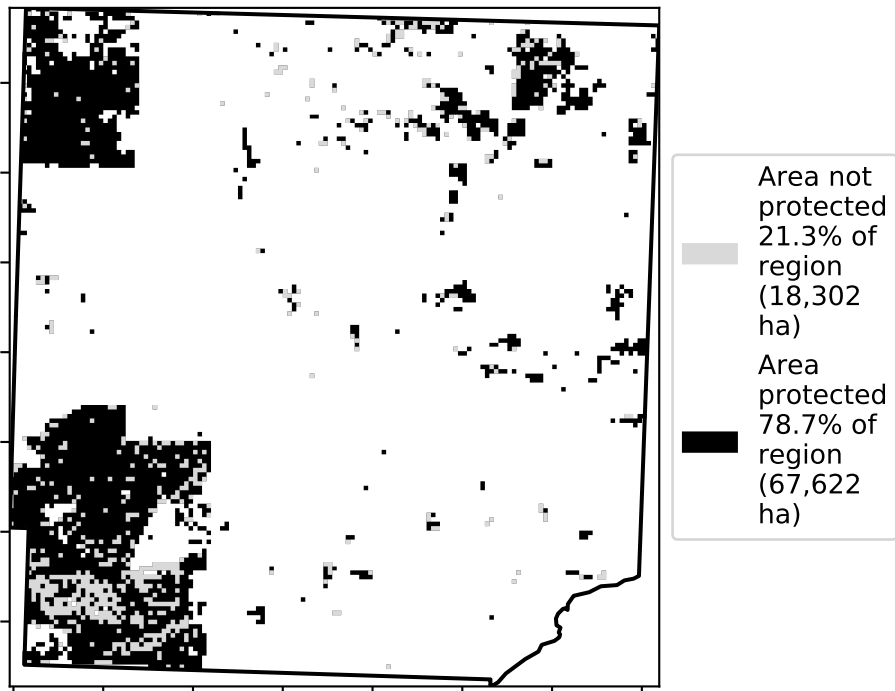 Area not
protected
21.3% of
region
(18,302
ha)
Area
protected
78.7% of
region
(67,622
ha)